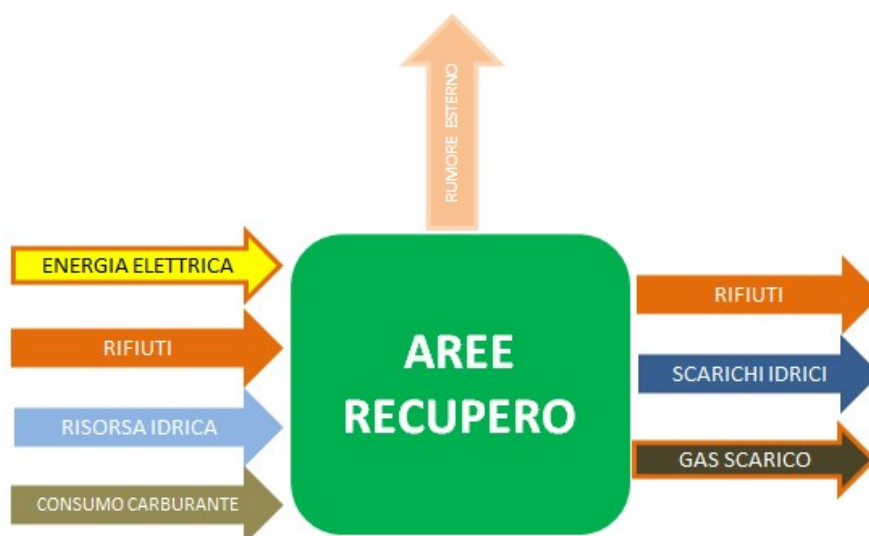 RUMORE ESTERNO
ENERGIA ELETTRICA
RIFIUTI
RISORSA IDRICA
CONSUMO CARBURANTE
AREE
RECUPERO
RIFIUTI
SCARICHI IDRICI
GAS SCARICO